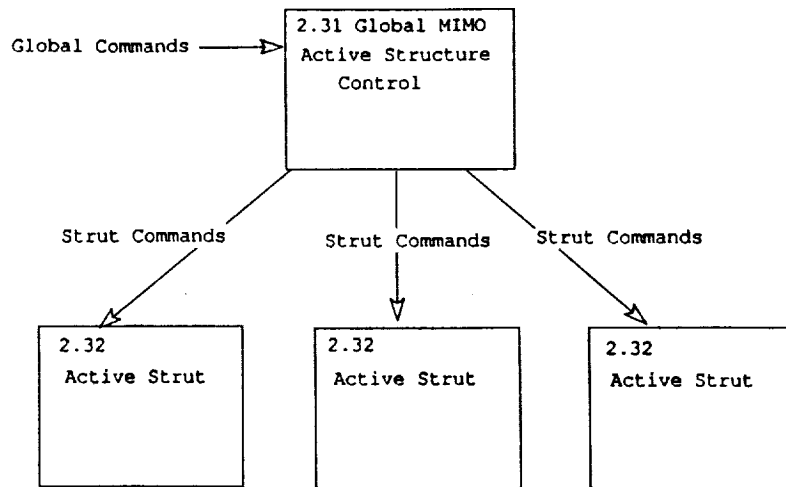 2.31 Global MIMO
Global Commands
Active Structure
Control
Strut Commands
Strut Commands
Strut Commands
2.32
Active Strut
2.32
Active Strut
2.32
Active Strut